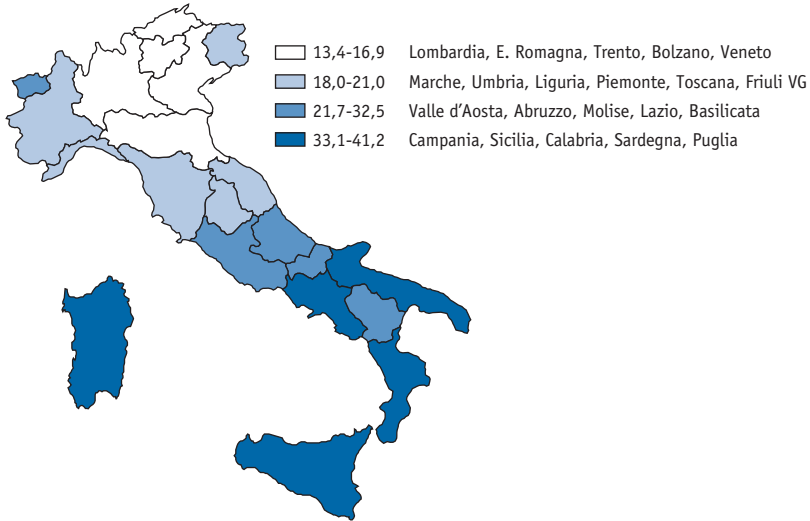 13,4-16,9 Lombardia, E. Romagna, Trento, Bolzano, Veneto
18,0-21,0 Marche, Umbria, Liguria, Piemonte, Toscana, Friuli VG
21,7-32,5 Valle d'Aosta, Abruzzo, Molise, Lazio, Basilicata
33,1-41,2 Campania, Sicilia, Calabria, Sardegna, Puglia